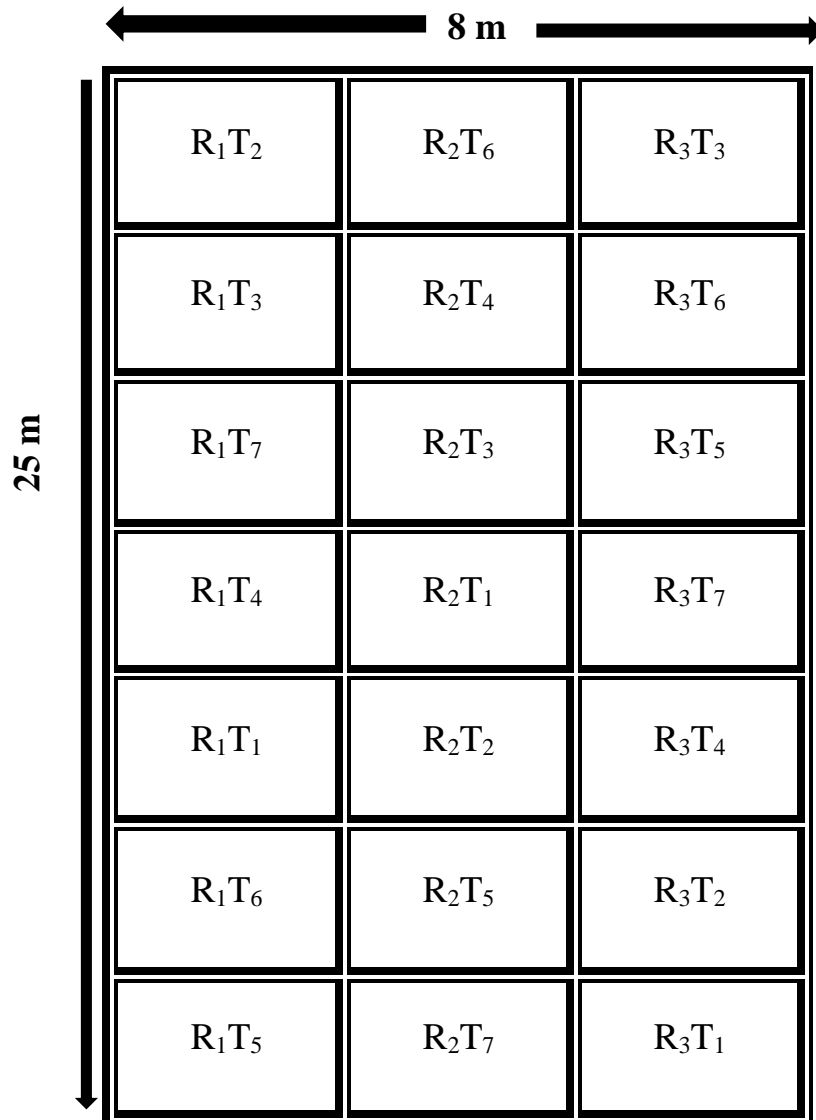 8 m
R₁T₂ R₂T₆ R₃T₃
R₁T₃ R₂T₄ R₃T₆
25 m
R₁T₇ R₂T₃ R₃T₅
R₁T₄ R₂T₁ R₃T₇
R₁T₁ R₂T₂ R₃T₄
R₁T₆ R₂T₅ R₃T₂
R₁T₅ R₂T₇ R₃T₁